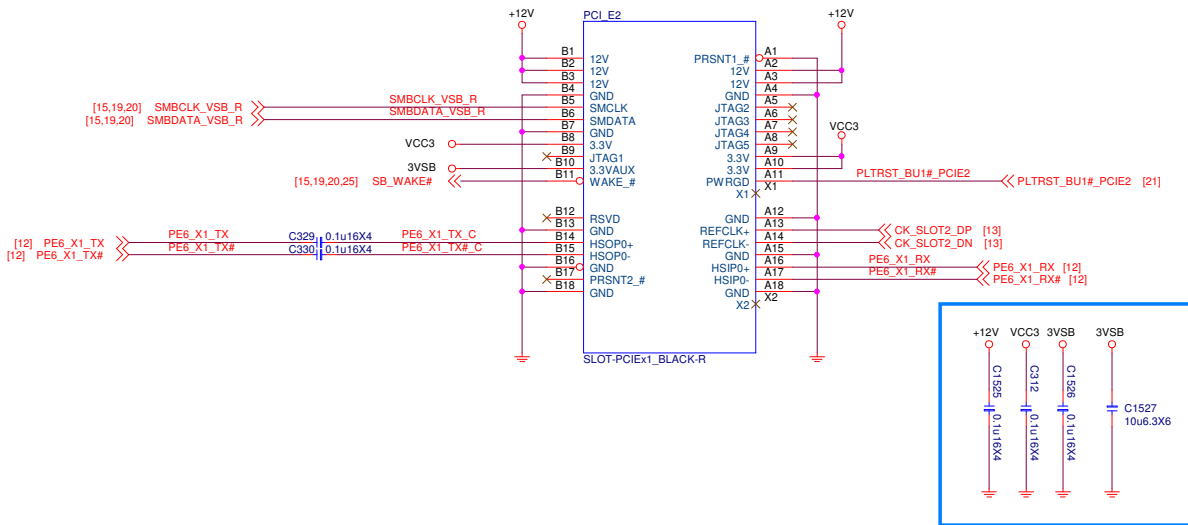 PCI_E2
+12V
+12V
B1 12V
B2 12V
B3 12V
B4 GND
B5 SMCLK
B6 SMDATA
B7 GND
B8 3.3V
B9 JTAG1
B10 3.3VAUX
B11 WAKE_#
B12 RSVD
B13 GND
B14 HSOP0+
B15 HSOP0-
B16 GND
B17 PRSNT2_#
B18 GND
PRSNT1_# A1
12V A2
12V A3
GND A4
JTAG2 A5
JTAG3 A6
JTAG4 A7
JTAG5 A8
3.3V A9
3.3V A10
PWRGD A11
X1 X1
GND A12
REFCLK+ A13
REFCLK- A14
GND A15
HSIP0+ A16
HSIP0- A17
GND A18
X2 X2
SLOT-PCIEx1_BLACK-R
[15,19,20] SMBCLK_VSB_R SMBCLK_VSB_R
[15,19,20] SMBDATA_VSB_R SMBDATA_VSB_R
VCC3
3VSB
[15,19,20,25] SB_WAKE#
[12] PE6_X1_TX PE6_X1_TX C329 0.1u16X4 PE6_X1_TX_C
[12] PE6_X1_TX# PE6_X1_TX# C330 0.1u16X4 PE6_X1_TX#_C
VCC3
PLTRST_BU1#_PCIE2 PLTRST_BU1#_PCIE2 [21]
CK_SLOT2_DP [13]
CK_SLOT2_DN [13]
PE6_X1_RX PE6_X1_RX [12]
PE6_X1_RX# PE6_X1_RX# [12]
+12V VCC3 3VSB 3VSB
C1525 0.1u16X4
C312 0.1u16X4
C1526 0.1u16X4
C1527
10u6.3X6